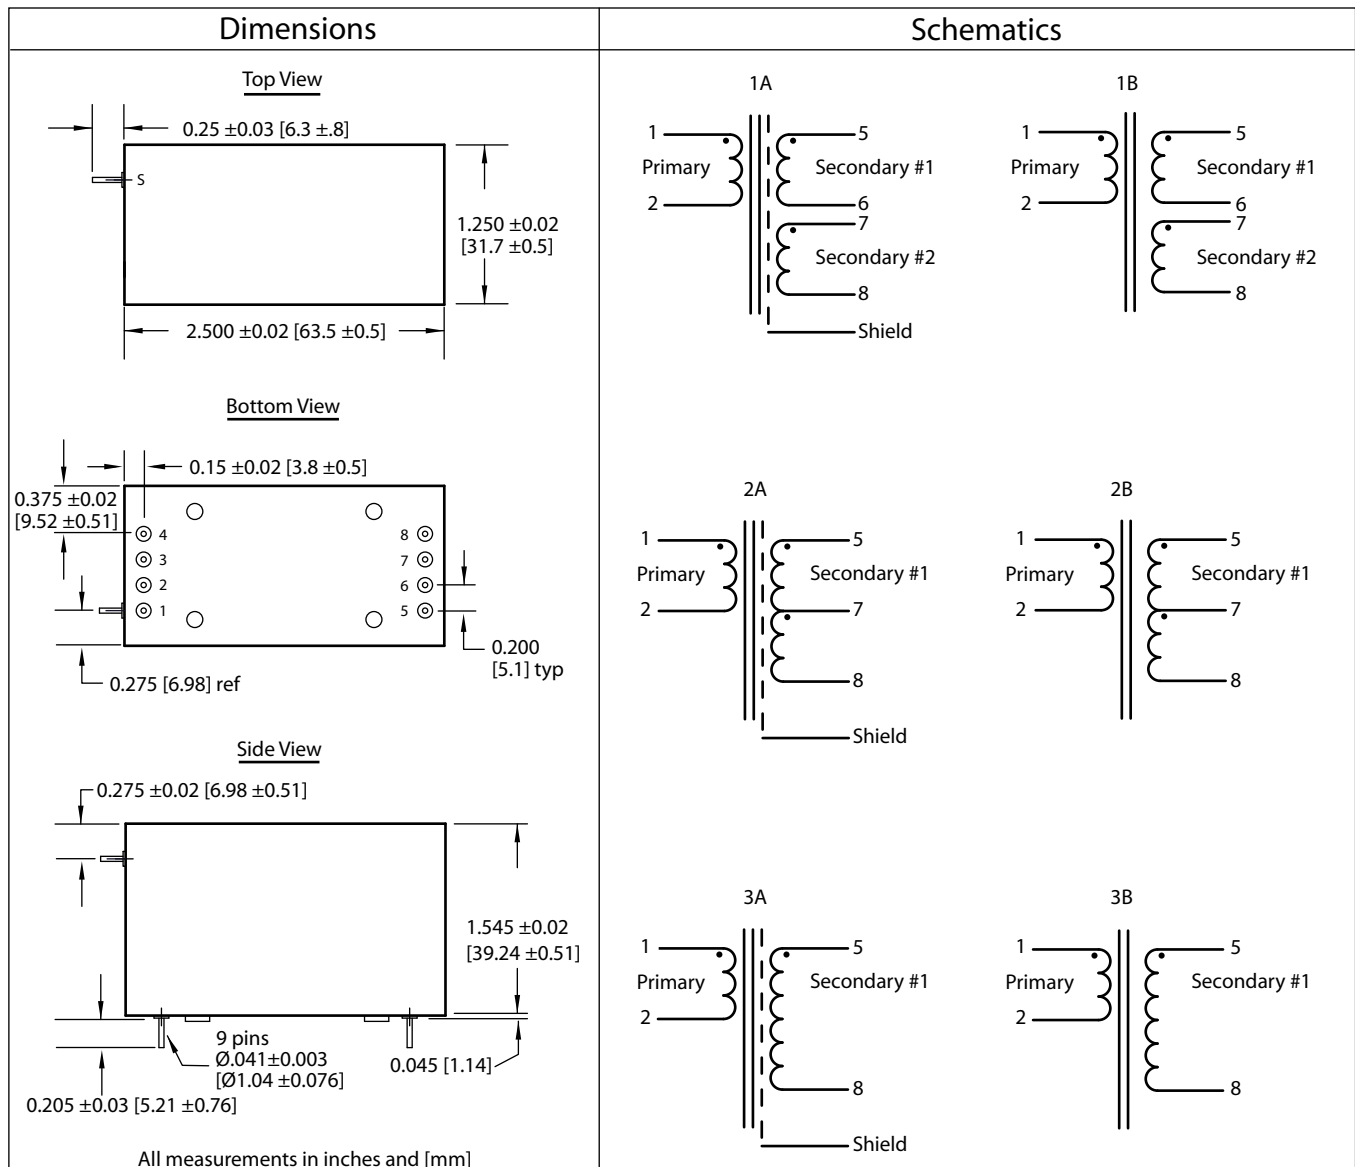 Dimensions
Top View
0.25 ±0.03 [6.3 ±.8]
S
1.250 ±0.02
[31.7 ±0.5]
2.500 ±0.02 [63.5 ±0.5]
Bottom View
0.15 ±0.02 [3.8 ±0.5]
0.375 ±0.02
[9.52 ±0.51]
4
8
3
7
2
6
1
5
0.200
[5.1] typ
0.275 [6.98] ref
Side View
0.275 ±0.02 [6.98 ±0.51]
1.545 ±0.02
[39.24 ±0.51]
9 pins
Ø.041±0.003
[Ø1.04 ±0.076]
0.045 [1.14]
0.205 ±0.03 [5.21 ±0.76]
All measurements in inches and [mm]
Schematics
1A
1
5
Primary
Secondary #1
2
6
7
Secondary #2
8
Shield
1B
1
5
Primary
Secondary #1
2
6
7
Secondary #2
8
2A
1
5
Primary
Secondary #1
2
7
8
Shield
2B
1
5
Primary
Secondary #1
2
7
8
3A
1
5
Primary
Secondary #1
2
8
Shield
3B
1
5
Primary
Secondary #1
2
8